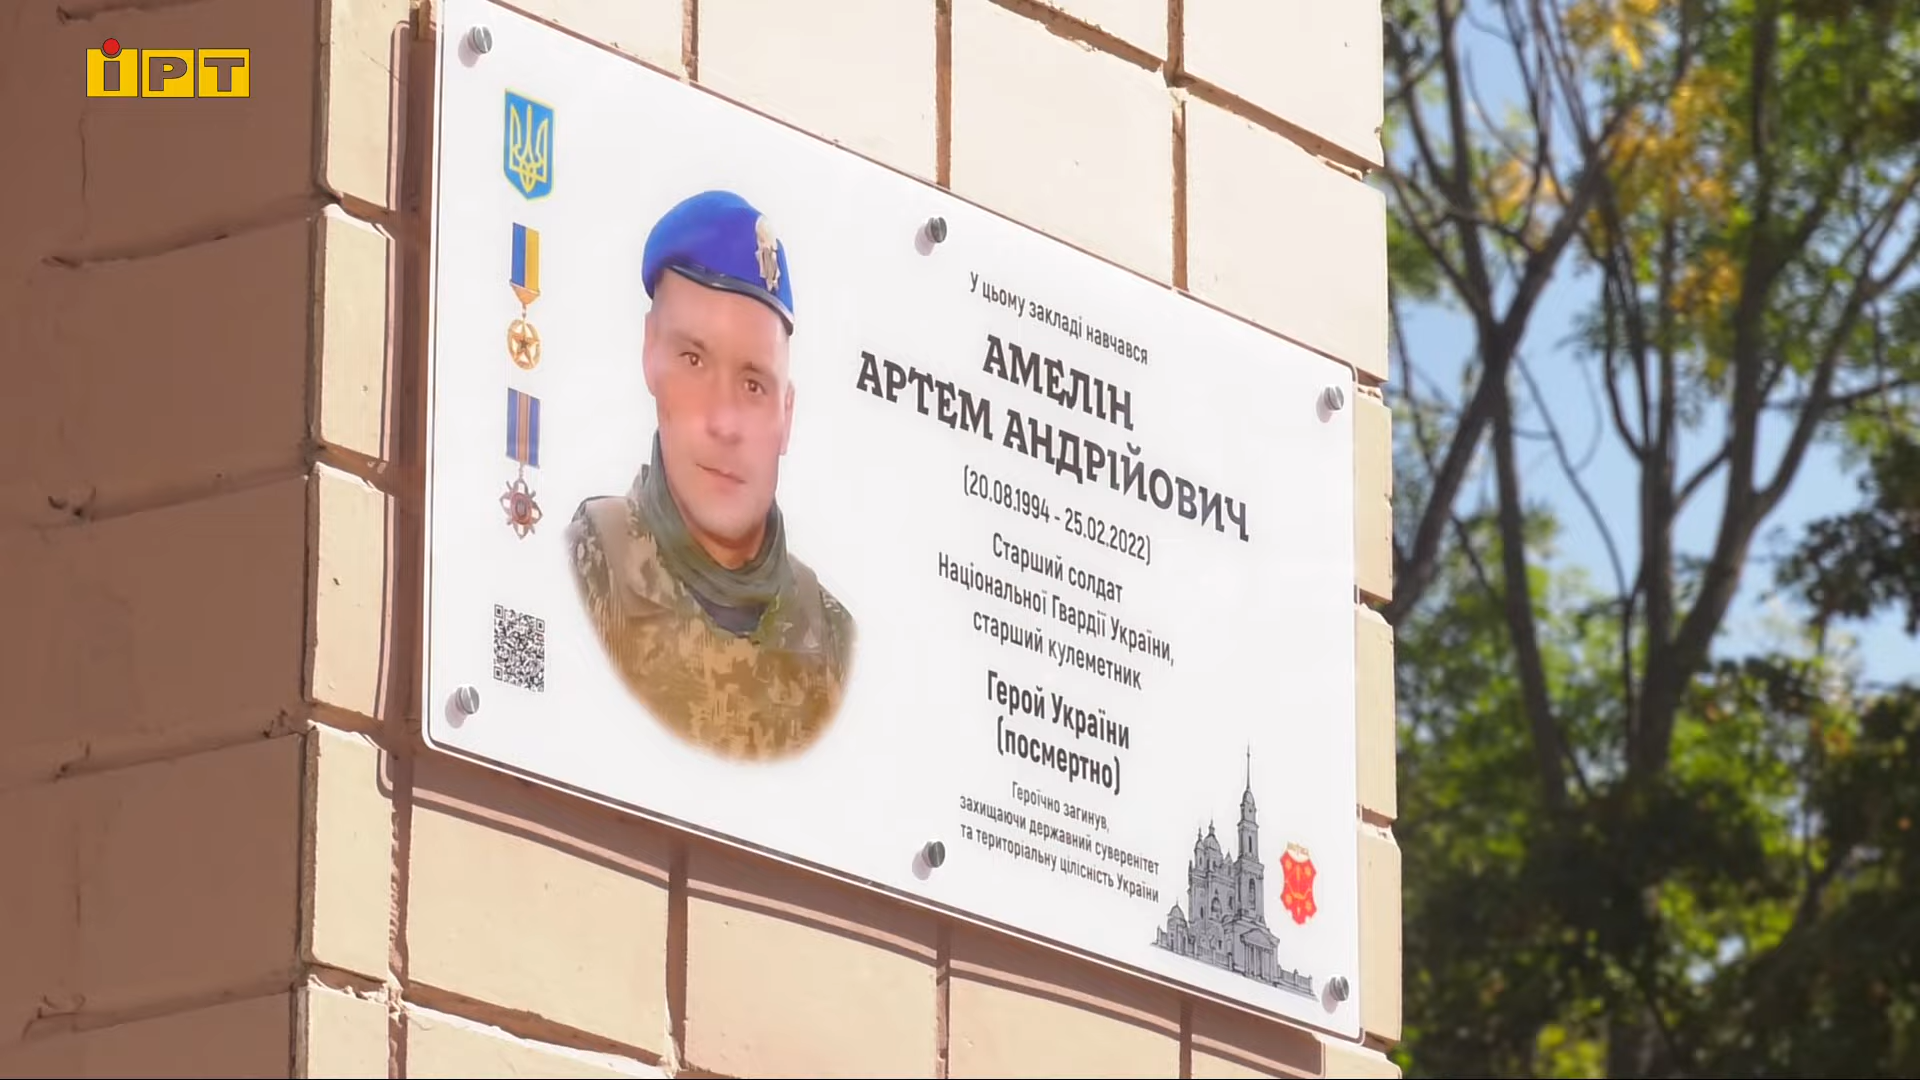 іРТ
У цьому закладі навчався
АМЕЛІН
АРТЕМ АНДРІЙОВИЧ
(20.08.1994 - 25.02.2022)
Старший солдат
Національної Гвардії України,
старший кулеметник
Герой України
(посмертно)
Героїчно загинув,
захищаючи державний суверенітет
та територіальну цілісність України